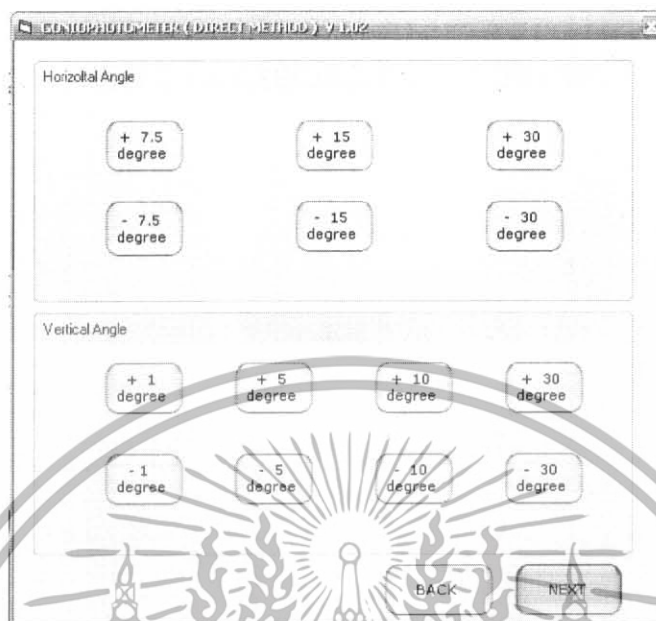 GONIOPHOTOMETER ( DIRECT METHOD ) V 1.02
Horizoltal Angle
+ 7.5 degree
+ 15 degree
+ 30 degree
- 7.5 degree
- 15 degree
- 30 degree
Vertical Angle
+ 1 degree
+ 5 degree
+ 10 degree
+ 30 degree
- 1 degree
- 5 degree
- 10 degree
- 30 degree
BACK
NEXT